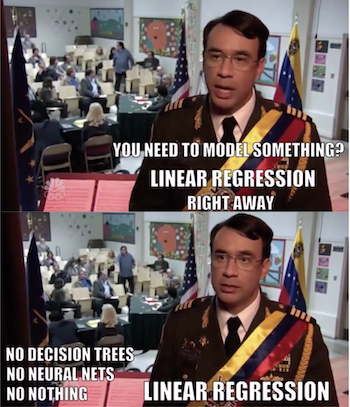 YOU NEED TO MODEL SOMETHING?
LINEAR REGRESSION
RIGHT AWAY
NO DECISION TREES
NO NEURAL NETS
NO NOTHING
LINEAR REGRESSION